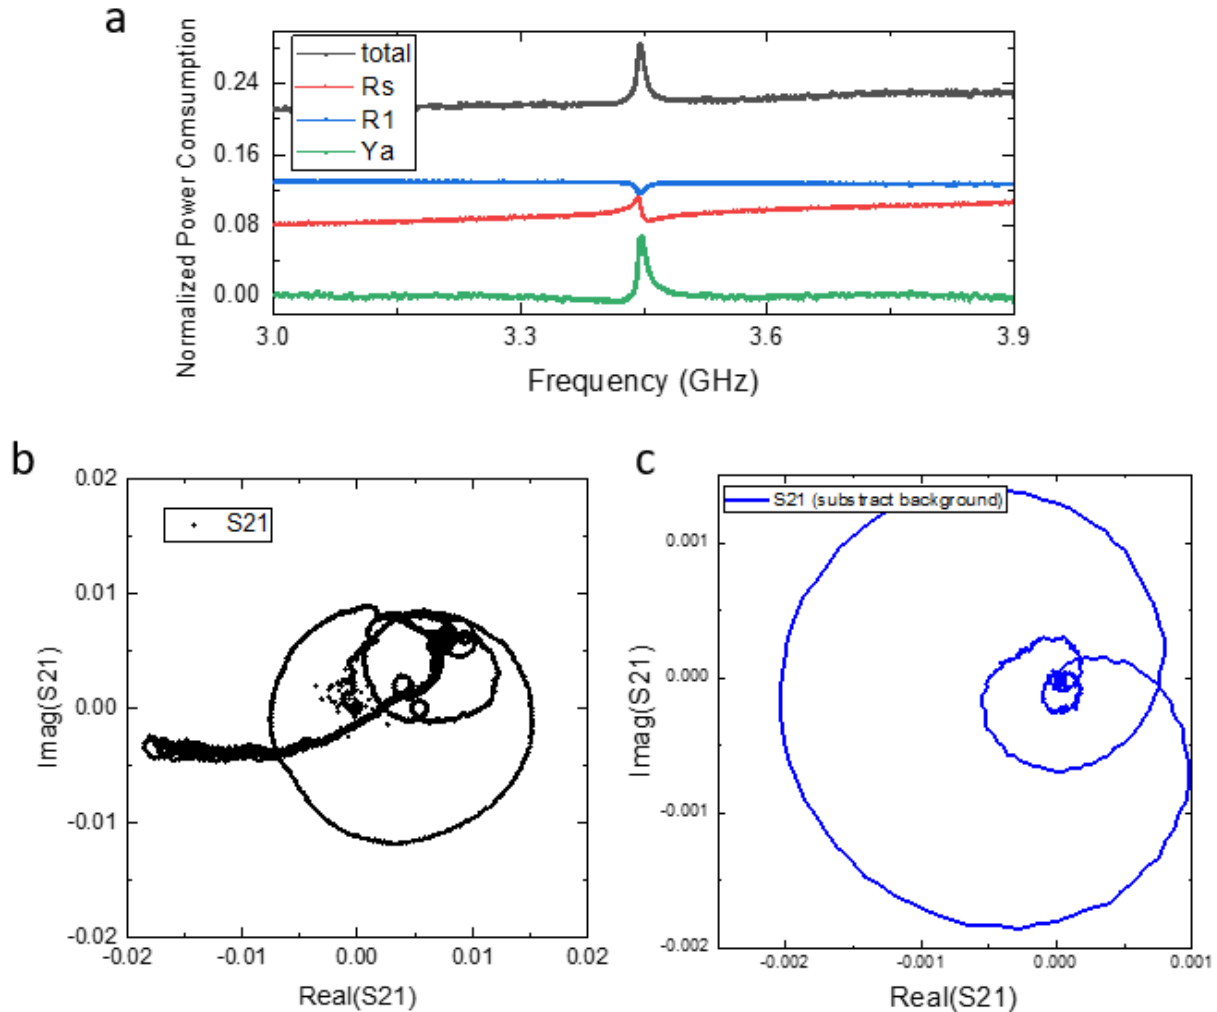 a
Normalized Power Comsumption
0.24
0.16
0.08
0.00
total
Rs
R1
Ya
3.0
3.3
3.6
3.9
Frequency (GHz)
b
0.02
0.01
0.00
-0.01
-0.02
S21
Imag(S21)
-0.02
-0.01
0.00
0.01
0.02
Real(S21)
c
S21 (substract background)
0.001
0.000
-0.001
-0.002
Imag(S21)
-0.002
-0.001
0.000
0.001
Real(S21)